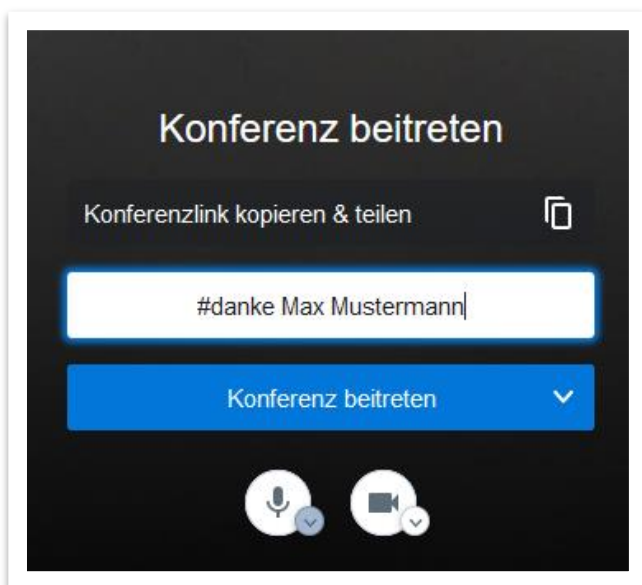 Konferenz beitreten
Konferenzlink kopieren & teilen
#danke Max Mustermann
Konferenz beitreten